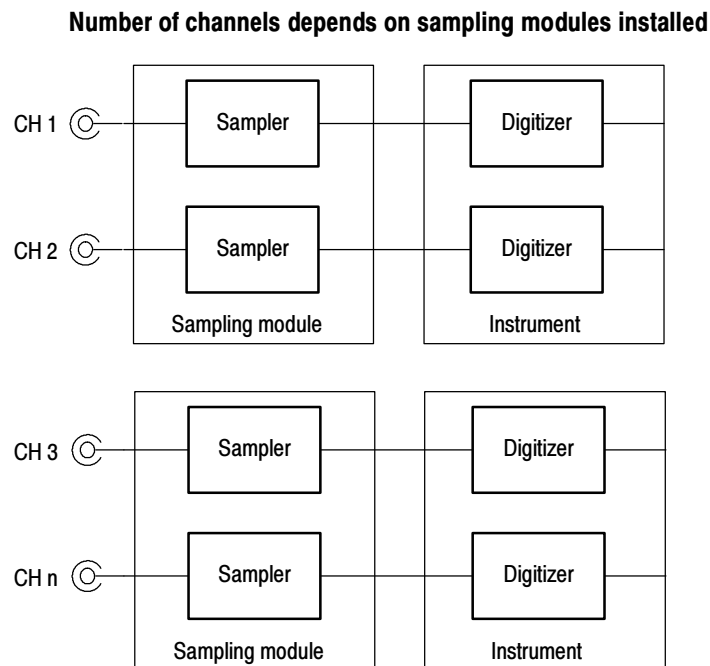 Number of channels depends on sampling modules installed
CH 1
Sampler
Digitizer
CH 2
Sampler
Digitizer
Sampling module
Instrument
CH 3
Sampler
Digitizer
CH n
Sampler
Digitizer
Sampling module
Instrument